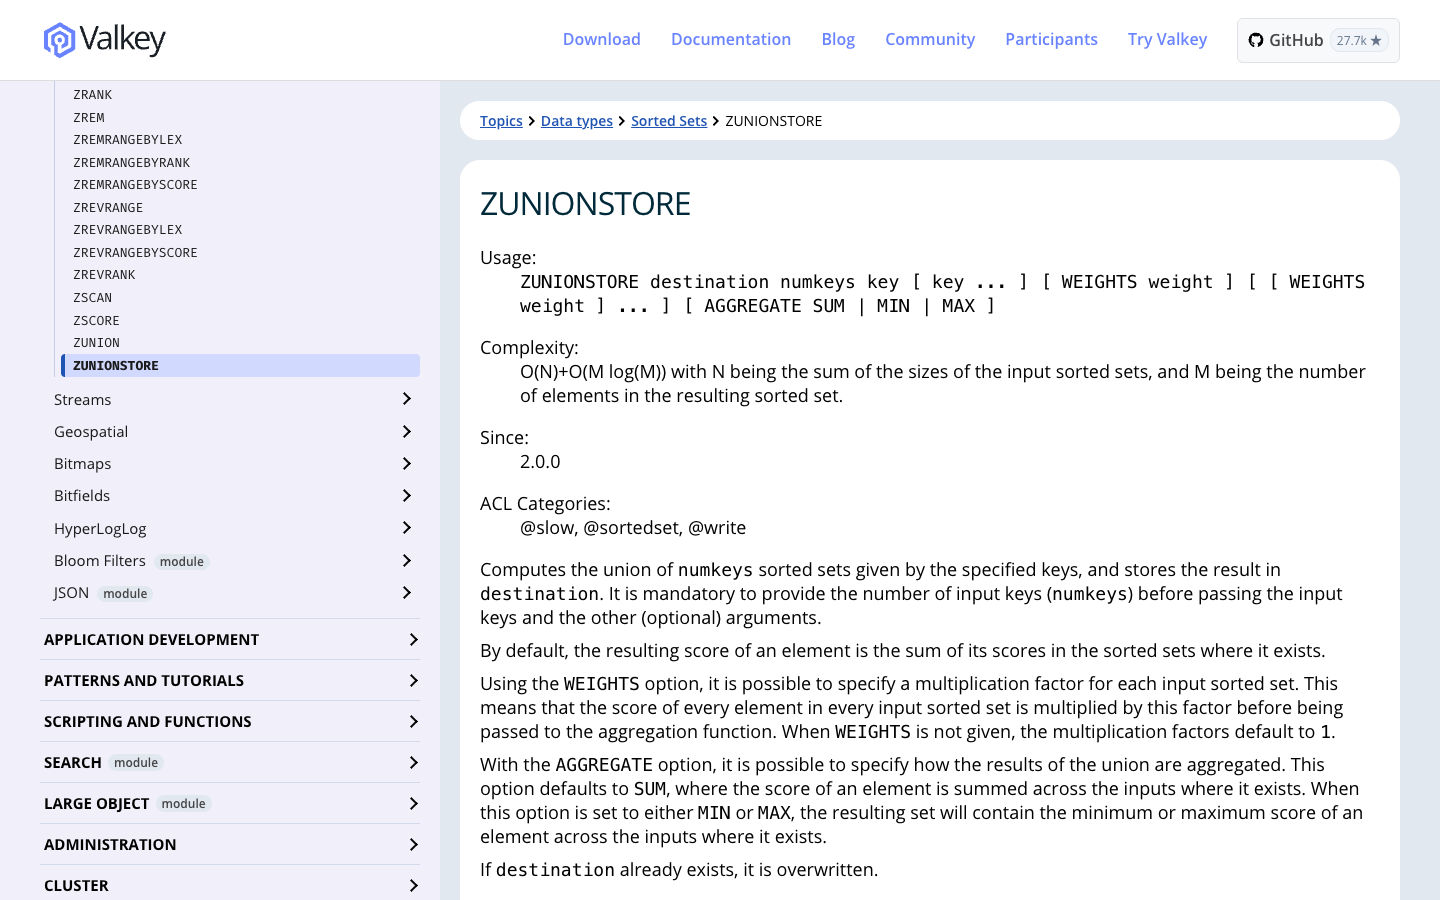 Valkey
Download
Documentation
Blog
Community
Participants
Try Valkey
GitHub 27.7k ★
ZRANK
ZREM
ZREMRANGEBYLEX
ZREMRANGEBYRANK
ZREMRANGEBYSCORE
ZREVRANGE
ZREVRANGEBYLEX
ZREVRANGEBYSCORE
ZREVRANK
ZSCAN
ZSCORE
ZUNION
ZUNIONSTORE
Streams
Geospatial
Bitmaps
Bitfields
HyperLogLog
Bloom Filters module
JSON module
APPLICATION DEVELOPMENT
PATTERNS AND TUTORIALS
SCRIPTING AND FUNCTIONS
SEARCH module
LARGE OBJECT module
ADMINISTRATION
CLUSTER
Topics > Data types > Sorted Sets > ZUNIONSTORE
ZUNIONSTORE
Usage:
ZUNIONSTORE destination numkeys key [ key ... ] [ WEIGHTS weight ] [ [ WEIGHTS
weight ] ... ] [ AGGREGATE SUM | MIN | MAX ]
Complexity:
O(N)+O(M log(M)) with N being the sum of the sizes of the input sorted sets, and M being the number
of elements in the resulting sorted set.
Since:
2.0.0
ACL Categories:
@slow, @sortedset, @write
Computes the union of numkeys sorted sets given by the specified keys, and stores the result in
destination. It is mandatory to provide the number of input keys (numkeys) before passing the input
keys and the other (optional) arguments.
By default, the resulting score of an element is the sum of its scores in the sorted sets where it exists.
Using the WEIGHTS option, it is possible to specify a multiplication factor for each input sorted set. This
means that the score of every element in every input sorted set is multiplied by this factor before being
passed to the aggregation function. When WEIGHTS is not given, the multiplication factors default to 1.
With the AGGREGATE option, it is possible to specify how the results of the union are aggregated. This
option defaults to SUM, where the score of an element is summed across the inputs where it exists. When
this option is set to either MIN or MAX, the resulting set will contain the minimum or maximum score of an
element across the inputs where it exists.
If destination already exists, it is overwritten.